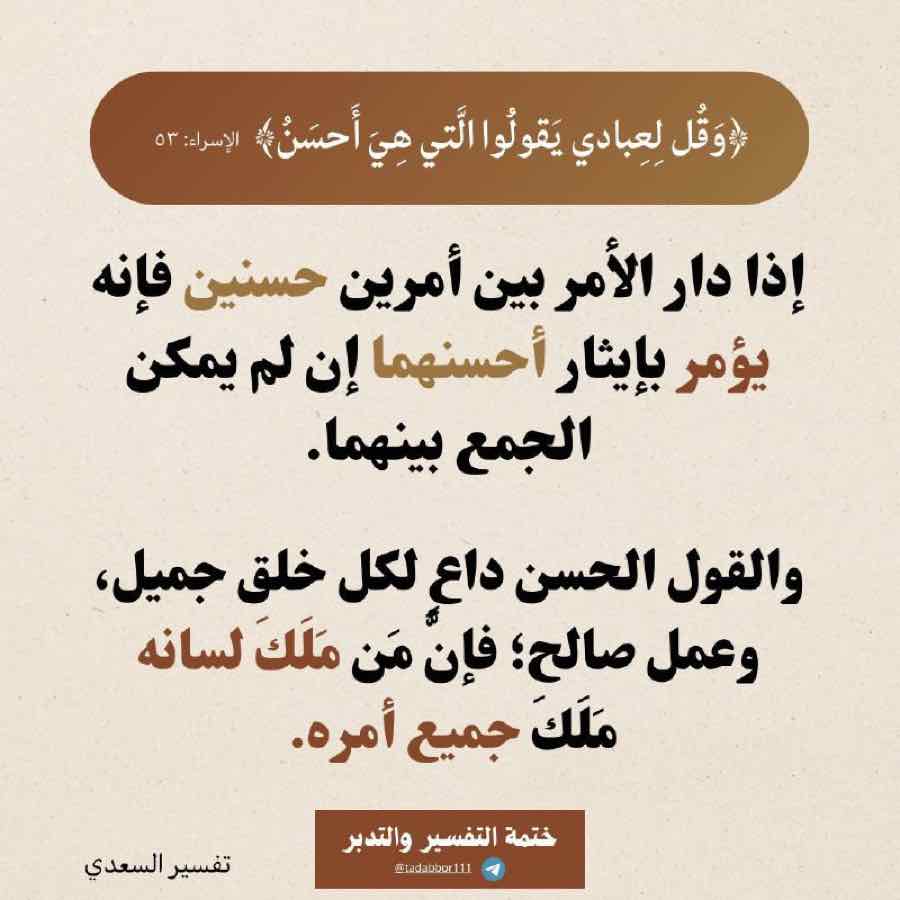 ﴿وَقُل لِعِبادي يَقولُوا الَّتي هِيَ أَحسَنُ﴾ الإسراء: ٥٣
إذا دار الأمر بين أمرين حسنين فإنه
يؤمر بإيثار أحسنهما إن لم يمكن
الجمع بينهما.
والقول الحسن داعٍ لكل خلق جميل،
وعمل صالح؛ فإنَّ مَن مَلَكَ لسانه
مَلَكَ جميع أمره.
ختمة التفسير والتدبر
@tadabbor111
تفسير السعدي